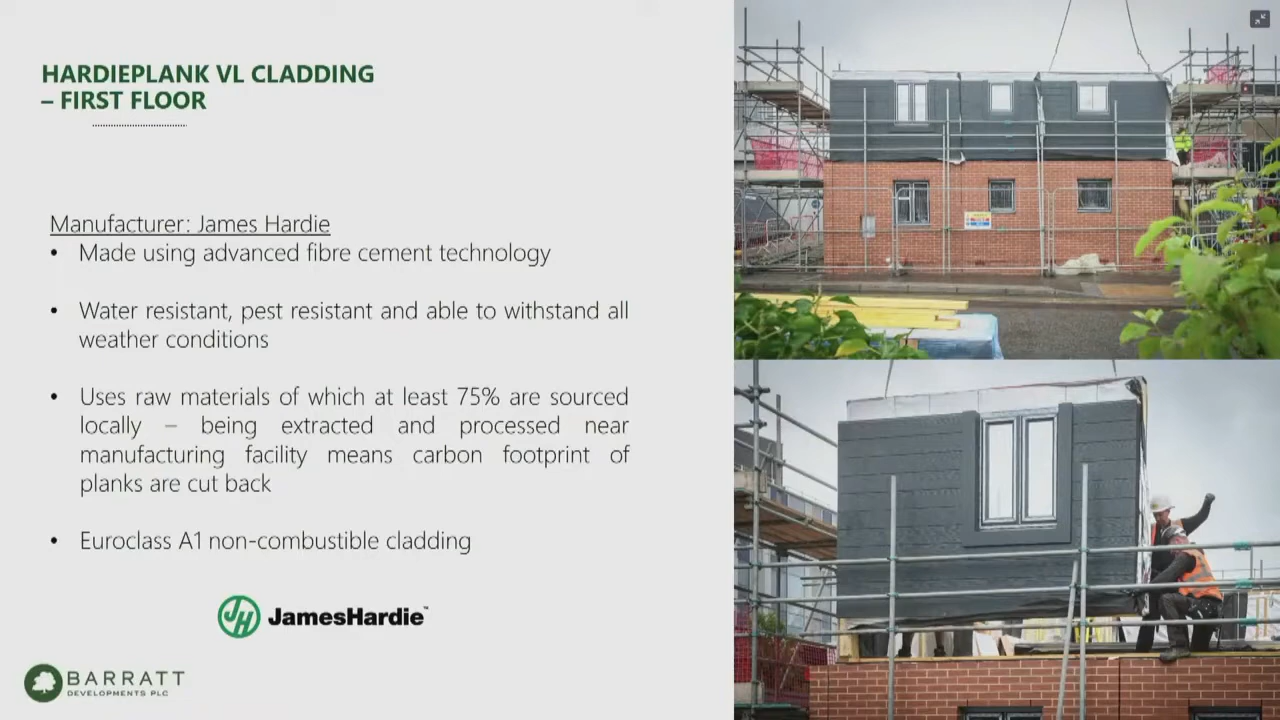 HARDIEPLANK VL CLADDING
– FIRST FLOOR
Manufacturer: James Hardie
• Made using advanced fibre cement technology
• Water resistant, pest resistant and able to withstand all
weather conditions
• Uses raw materials of which at least 75% are sourced
locally – being extracted and processed near
manufacturing facility means carbon footprint of
planks are cut back
• Euroclass A1 non-combustible cladding
JH JamesHardie™
BARRATT
DEVELOPMENTS PLC